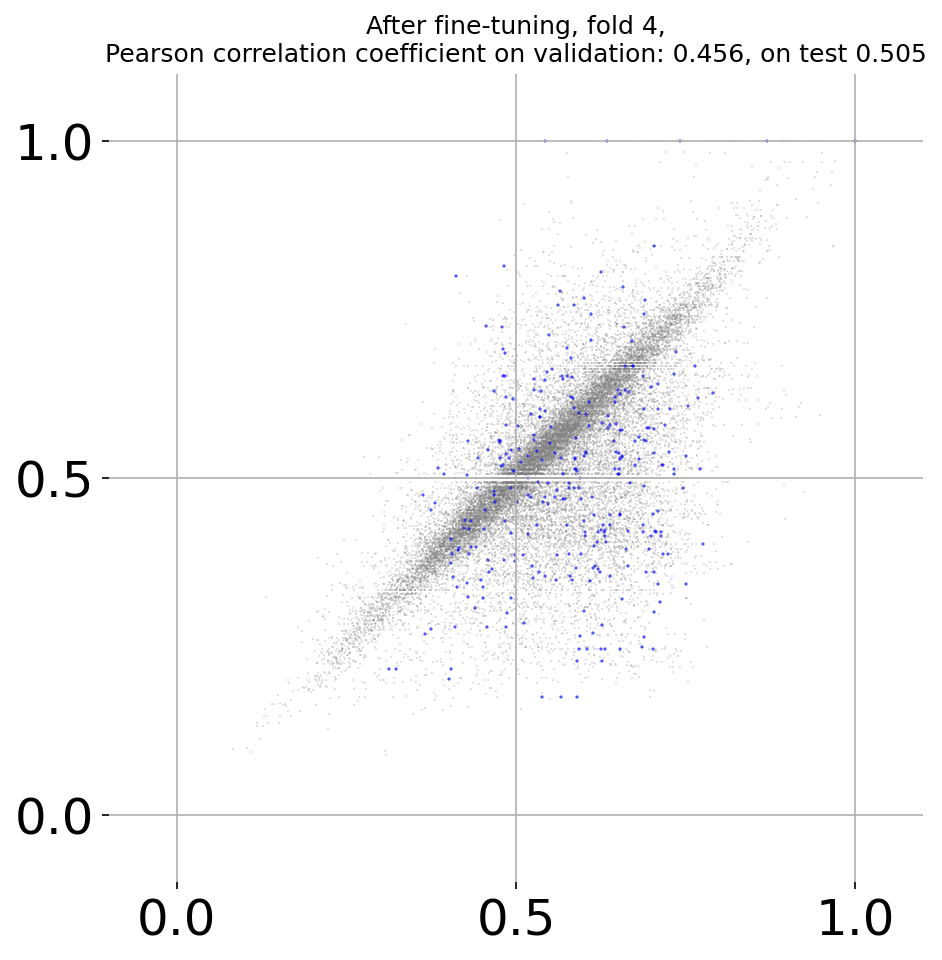 After fine-tuning, fold 4,
Pearson correlation coefficient on validation: 0.456, on test 0.505
1.0
0.5
0.0
0.0 0.5 1.0